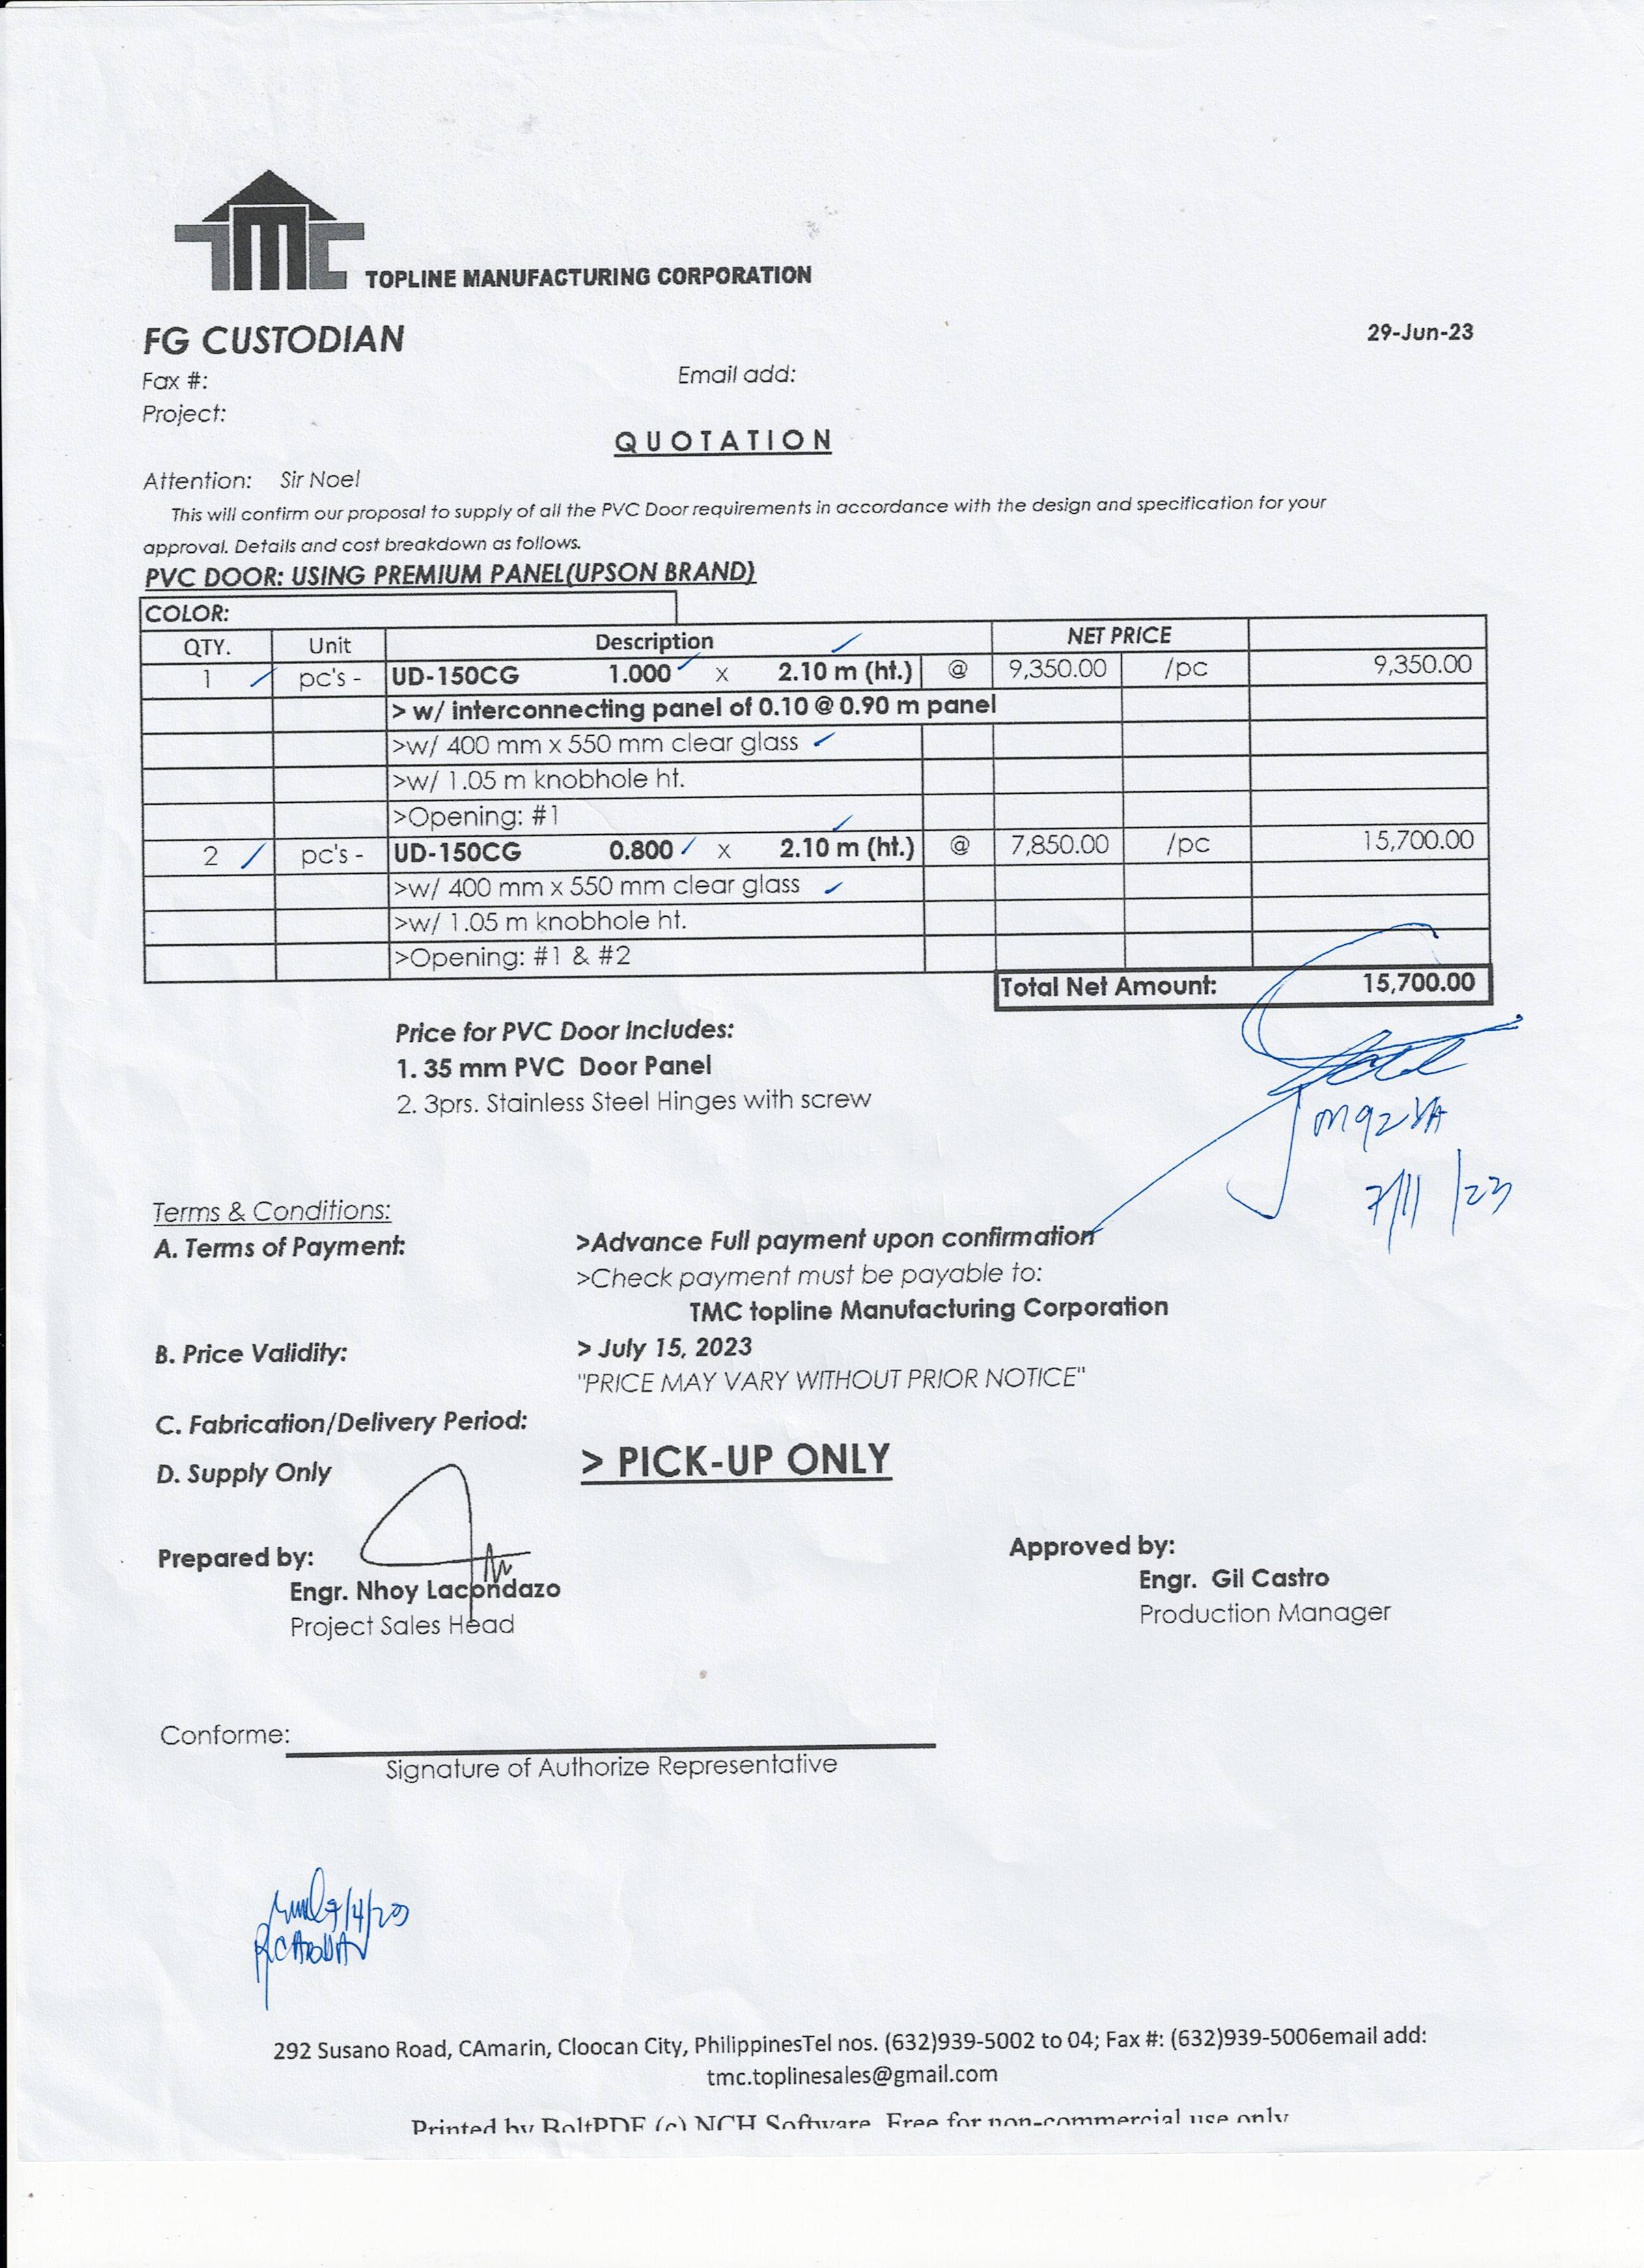 TMC TOPLINE MANUFACTURING CORPORATION
FG CUSTODIAN 29-Jun-23
Fax #: Email add:
Project:
QUOTATION
Attention: Sir Noel
This will confirm our proposal to supply of all the PVC Door requirements in accordance with the design and specification for your
approval. Details and cost breakdown as follows.
PVC DOOR: USING PREMIUM PANEL(UPSON BRAND)
COLOR:
QTY. Unit Description NET PRICE
1 pc's - UD-150CG 1.000 x 2.10 m (ht.) @ 9,350.00 /pc 9,350.00
> w/ interconnecting panel of 0.10 @ 0.90 m panel
>w/ 400 mm x 550 mm clear glass
>w/ 1.05 m knobhole ht.
>Opening: #1
2 pc's - UD-150CG 0.800 x 2.10 m (ht.) @ 7,850.00 /pc 15,700.00
>w/ 400 mm x 550 mm clear glass
>w/ 1.05 m knobhole ht.
>Opening: #1 & #2
Total Net Amount: 15,700.00
Price for PVC Door Includes:
1. 35 mm PVC Door Panel
2. 3prs. Stainless Steel Hinges with screw
7/11/23
Terms & Conditions:
A. Terms of Payment: >Advance Full payment upon confirmation
>Check payment must be payable to:
TMC topline Manufacturing Corporation
B. Price Validity: > July 15, 2023
"PRICE MAY VARY WITHOUT PRIOR NOTICE"
C. Fabrication/Delivery Period:
> PICK-UP ONLY
D. Supply Only
Prepared by: Approved by:
Engr. Nhoy Lacondazo Engr. Gil Castro
Project Sales Head Production Manager
Conforme:
Signature of Authorize Representative
292 Susano Road, CAmarin, Cloocan City, PhilippinesTel nos. (632)939-5002 to 04; Fax #: (632)939-5006email add:
tmc.toplinesales@gmail.com
Printed by BoltPDF (c) NCH Software. Free for non-commercial use only